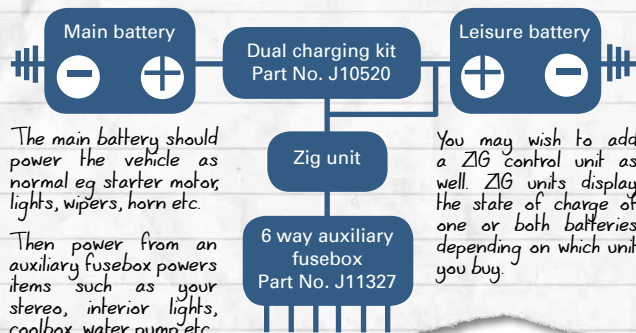 Main battery
Dual charging kit
Part No. J10520
Leisure battery
The main battery should
power the vehicle as
normal eg starter motor,
lights, wipers, horn etc.
Then power from an
auxiliary fusebox powers
items such as your
stereo, interior lights,
coolbox, water pump etc.
Zig unit
6 way auxiliary
fusebox
Part No. J11327
You may wish to add
a ZIG control unit as
well. ZIG units display
the state of charge of
one or both batteries
depending on which unit
you buy.